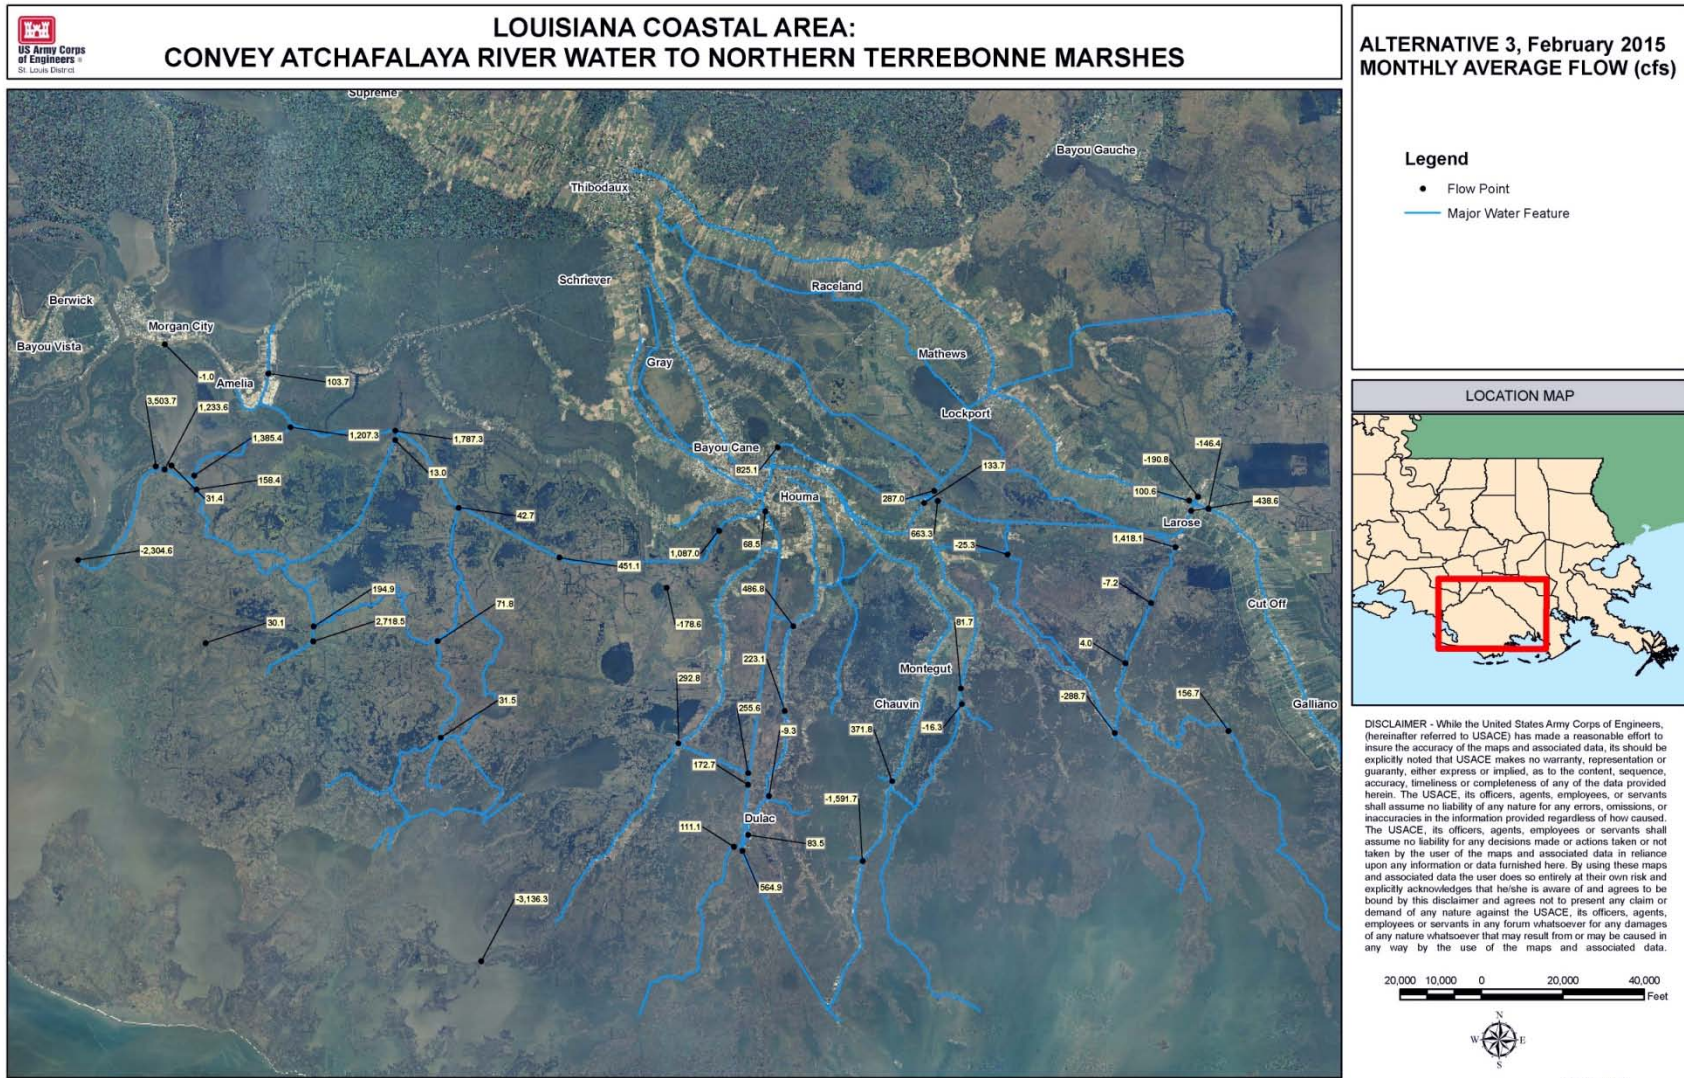 US Army Corps
of Engineers ®
St. Louis District
LOUISIANA COASTAL AREA:
CONVEY ATCHAFALAYA RIVER WATER TO NORTHERN TERREBONNE MARSHES
ALTERNATIVE 3, February 2015
MONTHLY AVERAGE FLOW (cfs)
Legend
Flow Point
Major Water Feature
Supreme
Bayou Gauche
Thibodaux
Schriever
Raceland
Berwick
Morgan City
Bayou Vista
Mathews
Gray
-1.0
Amelia
103.7
3,503.7
1,233.6
Lockport
1,385.4
1,207.3
1,787.3
Bayou Cane
-146.4
-190.8
825.1
133.7
158.4
13.0
31.4
Houma
287.0
100.6
-438.6
42.7
Larose
663.3
1,418.1
68.5
-25.3
-2,304.6
1,087.0
451.1
-7.2
194.9
486.8
Cut Off
30.1
2,718.5
71.8
-178.6
81.7
4.0
223.1
292.8
Montegut
-288.7
156.7
31.5
255.6
Chauvin
Galliano
-9.3
371.8
-16.3
172.7
-1,591.7
Dulac
111.1
83.5
564.9
-3,136.3
LOCATION MAP
DISCLAIMER - While the United States Army Corps of Engineers,
(hereinafter referred to USACE) has made a reasonable effort to
insure the accuracy of the maps and associated data, its should be
explicitly noted that USACE makes no warranty, representation or
guaranty, either express or implied, as to the content, sequence,
accuracy, timeliness or completeness of any of the data provided
herein. The USACE, its officers, agents, employees, or servants
shall assume no liability of any nature for any errors, omissions, or
inaccuracies in the information provided regardless of how caused.
The USACE, its officers, agents, employees or servants shall
assume no liability for any decisions made or actions taken or not
taken by the user of the maps and associated data in reliance
upon any information or data furnished here. By using these maps
and associated data the user does so entirely at their own risk and
explicitly acknowledges that he/she is aware of and agrees to be
bound by this disclaimer and agrees not to present any claim or
demand of any nature against the USACE, its officers, agents,
employees or servants in any forum whatsoever for any damages
of any nature whatsoever that may result from or may be caused in
any way by the use of the maps and associated data.
20,000 10,000 0 20,000 40,000
Feet
N
W E
S